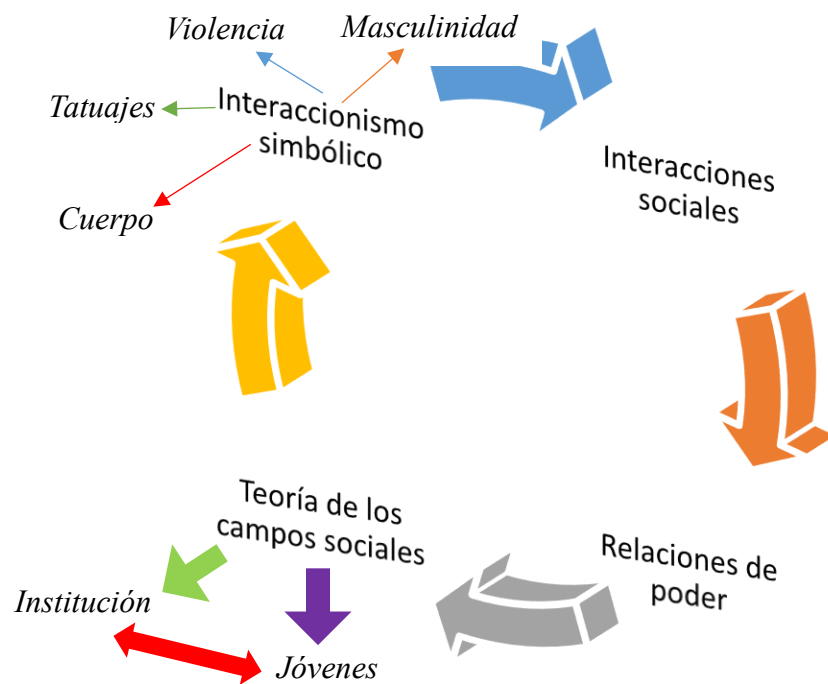 Violencia
Masculinidad
Tatuajes
Interaccionismo
simbólico
Cuerpo
Interacciones
sociales
Teoría de los
campos sociales
Relaciones de
poder
Institución
Jóvenes